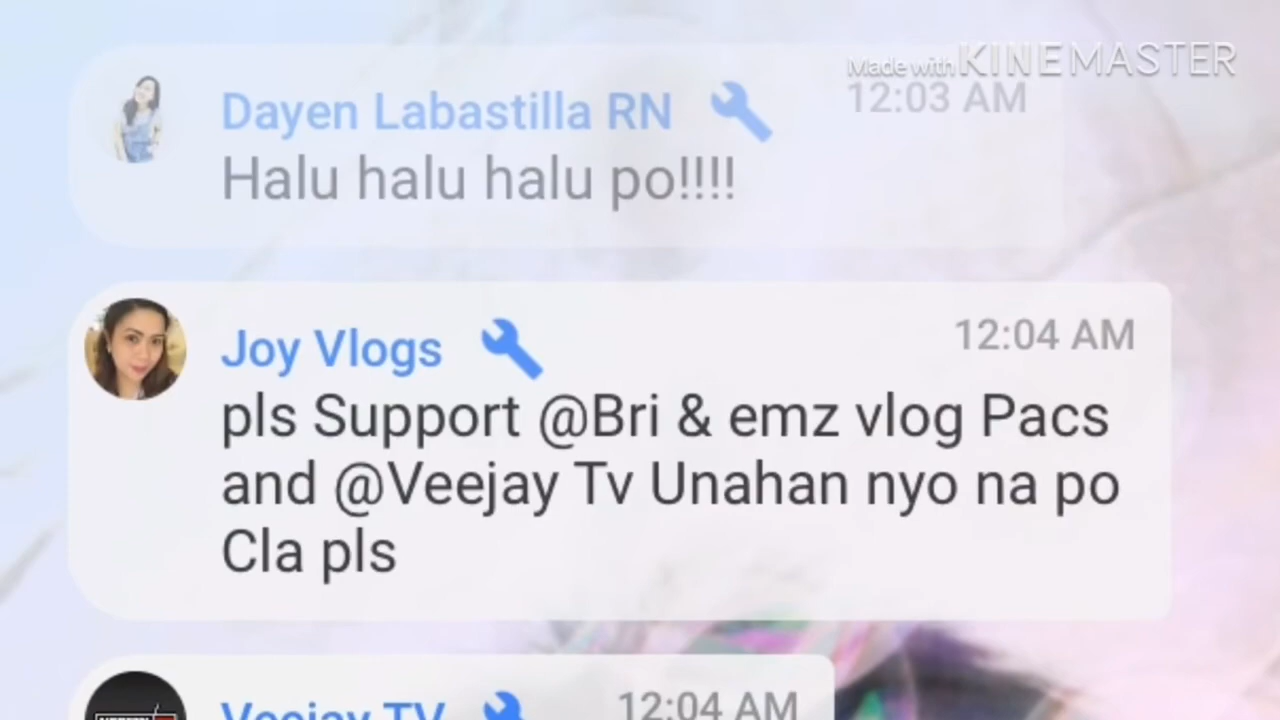 Made with KINEMASTER
Dayen Labastilla RN
12:03 AM
Halu halu halu po!!!!
Joy Vlogs
12:04 AM
pls Support @Bri & emz vlog Pacs
and @Veejay Tv Unahan nyo na po
Cla pls
Veejay TV
12:04 AM